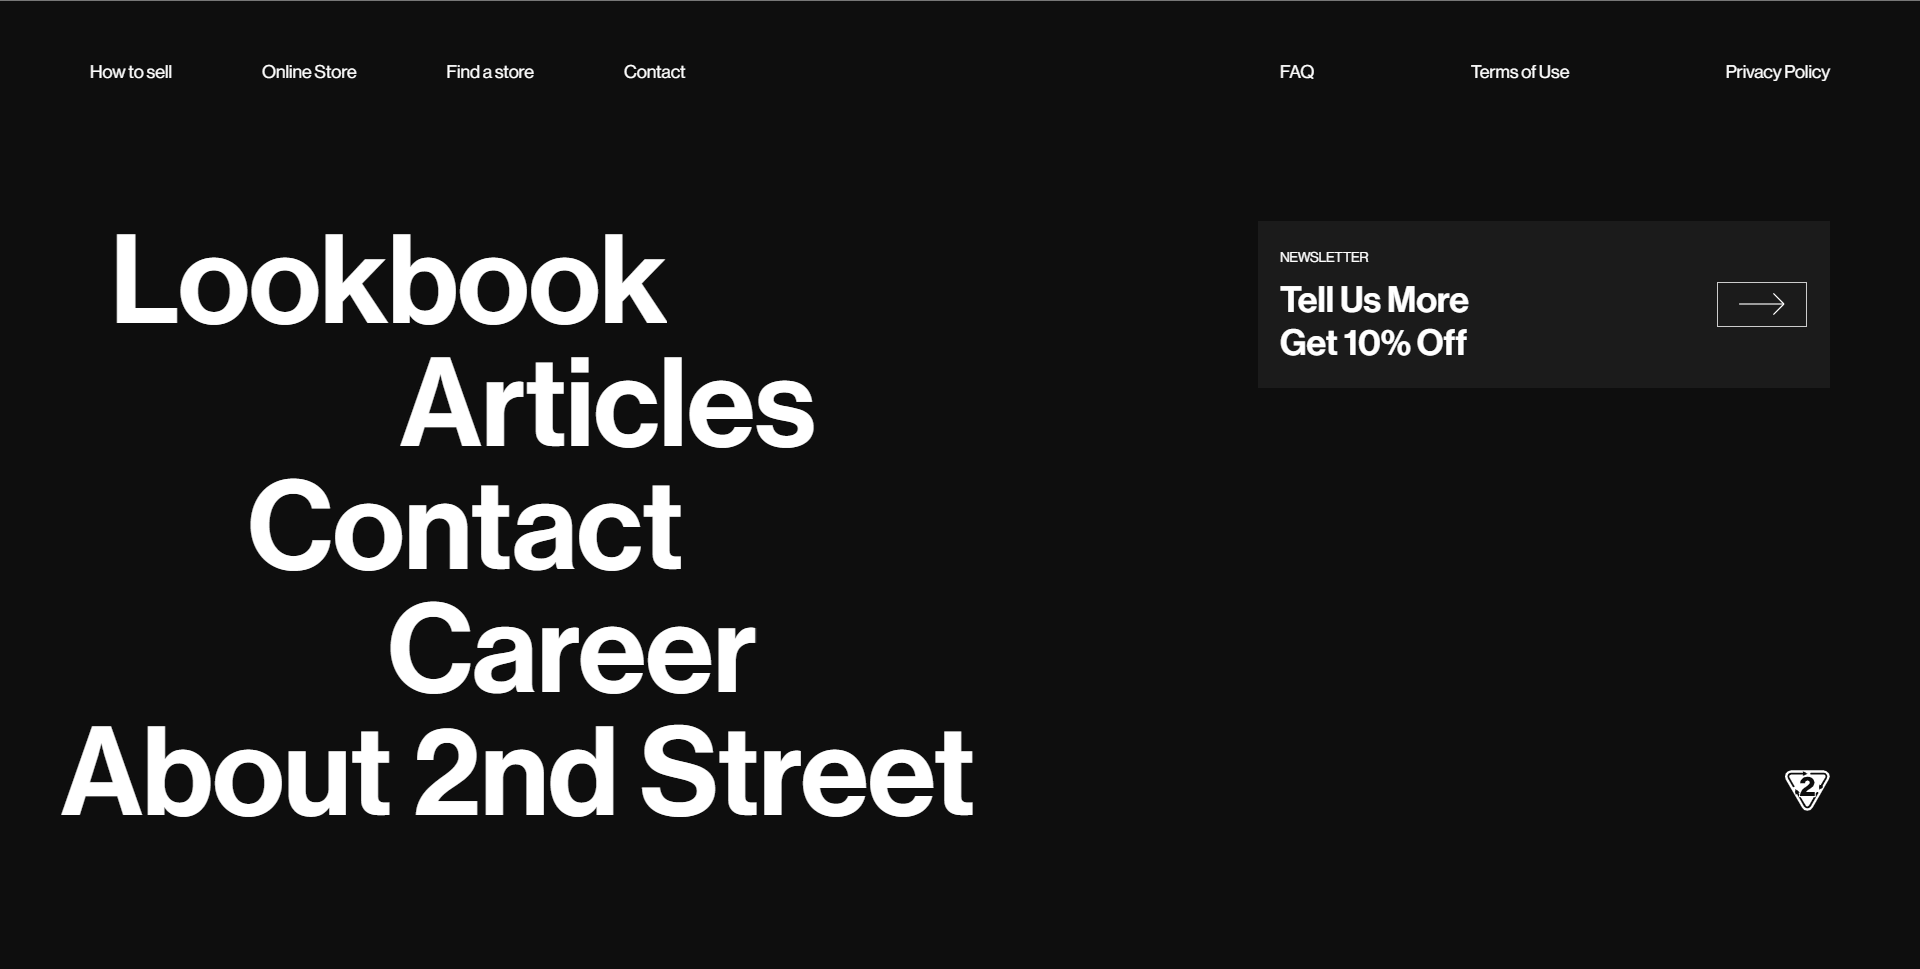 How to sell
Online Store
Find a store
Contact
FAQ
Terms of Use
Privacy Policy
Lookbook
Articles
Contact
Career
About 2nd Street
NEWSLETTER
Tell Us More
Get 10% Off
2